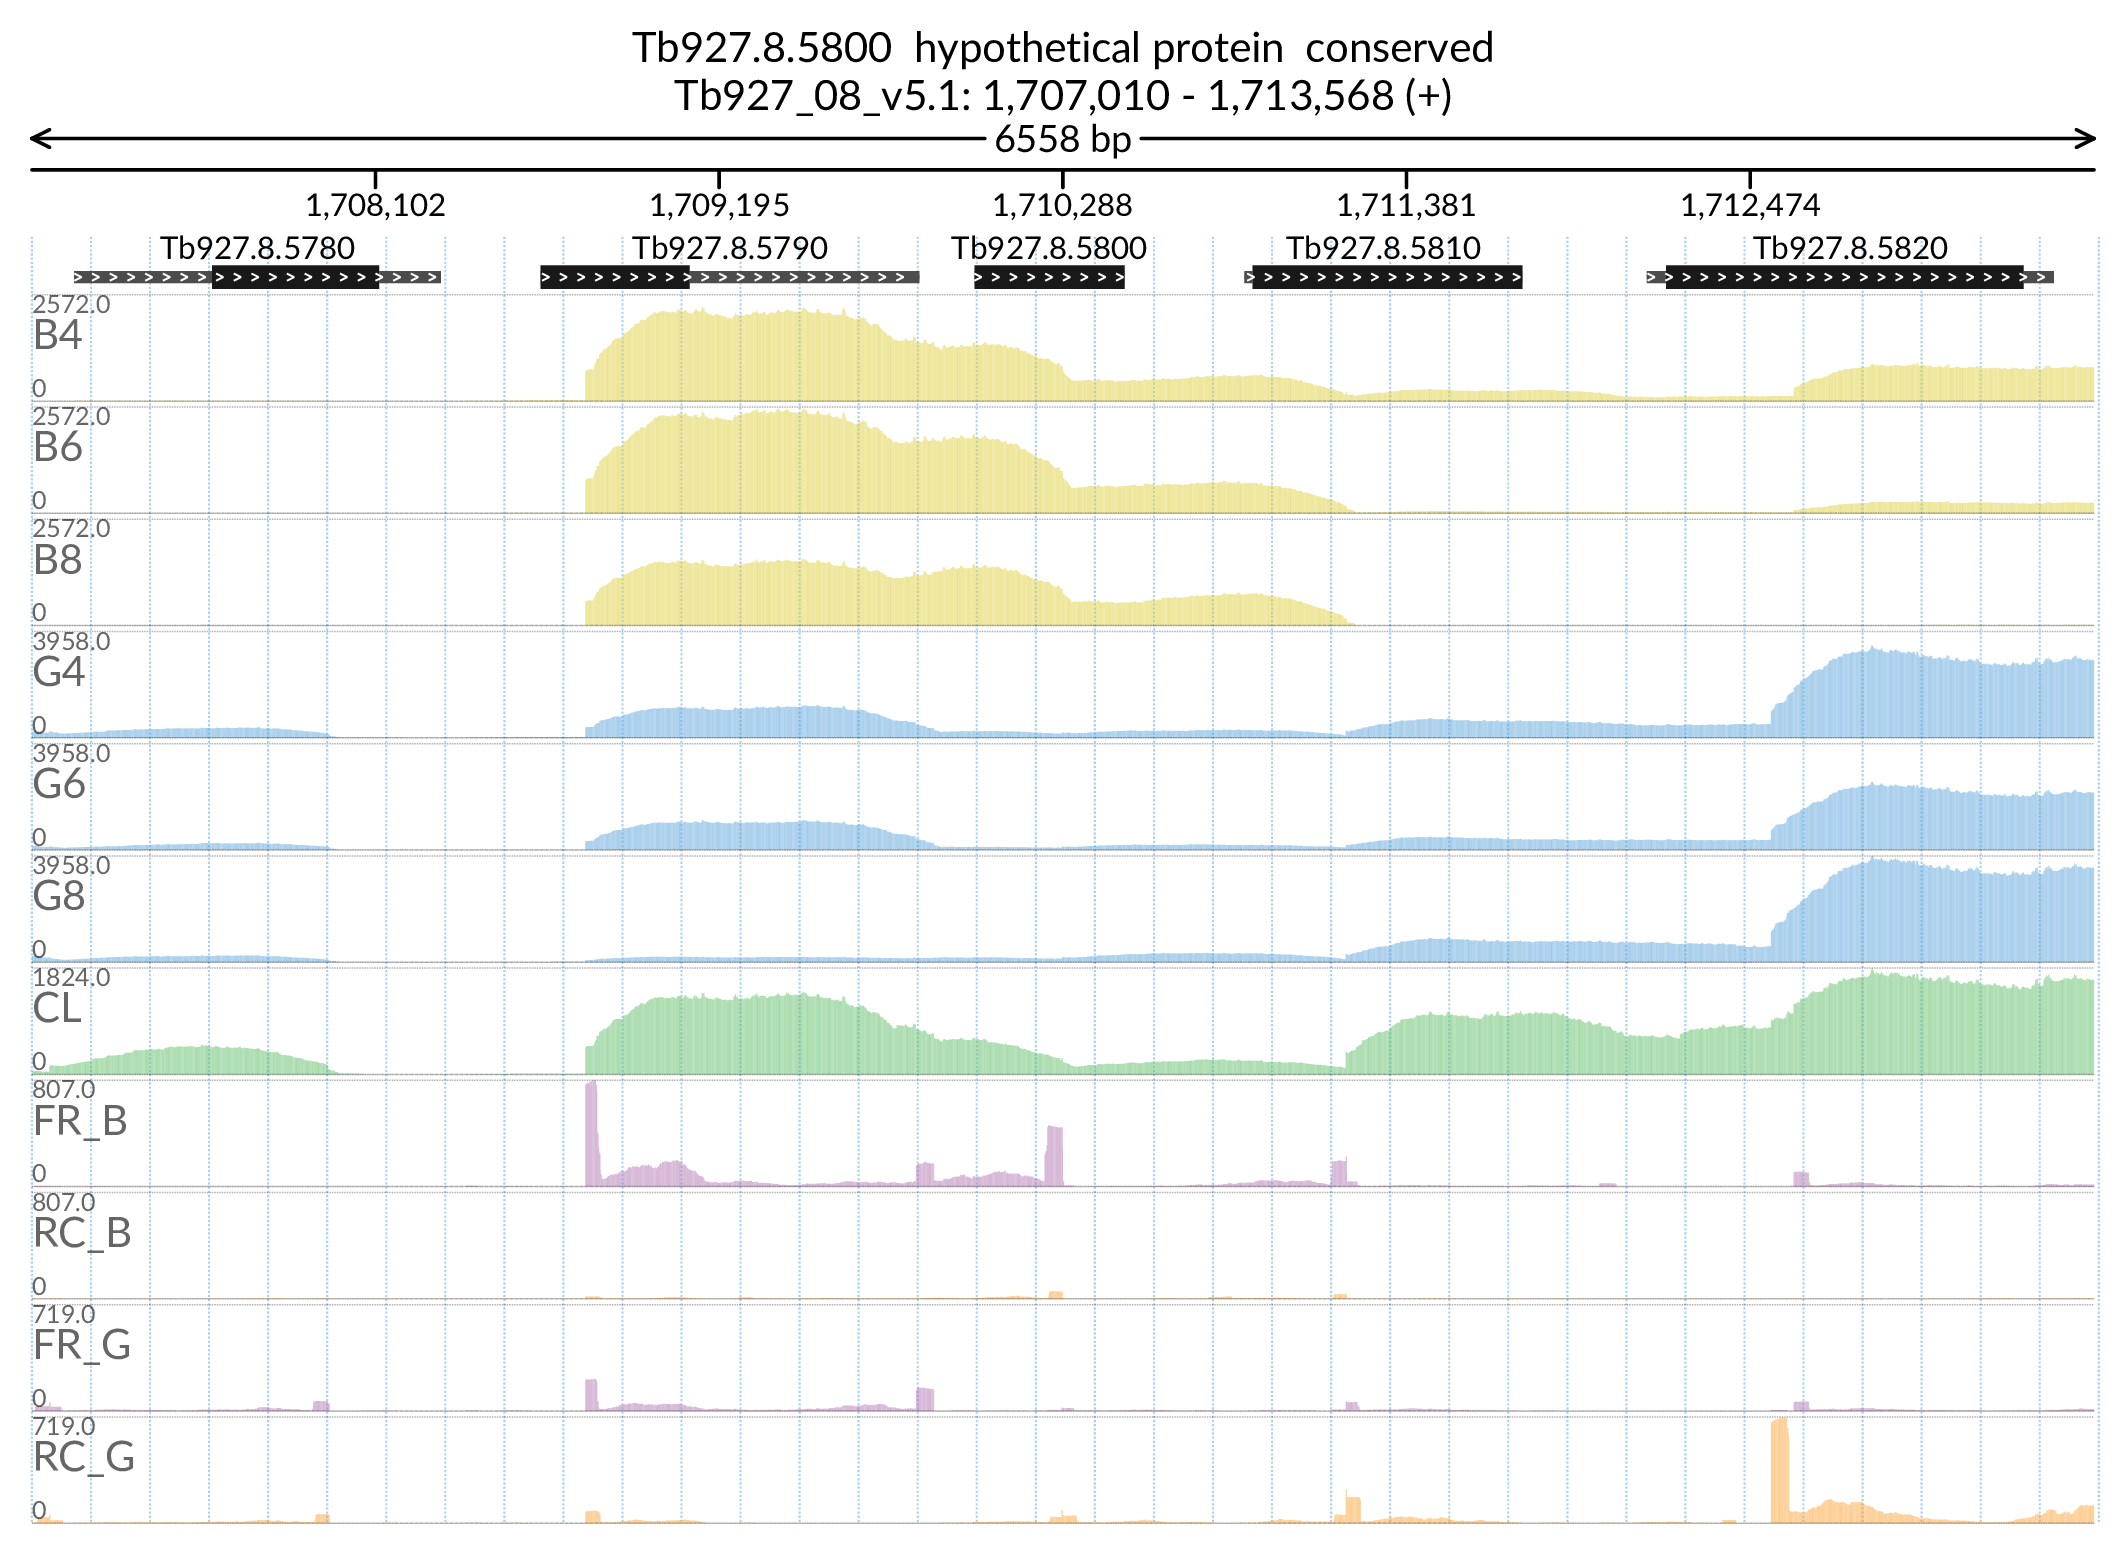 Tb927.8.5800  hypothetical protein  conserved
Tb927_08_v5.1: 1,707,010 - 1,713,568 (+)
6558 bp
1,708,102 1,709,195 1,710,288 1,711,381 1,712,474
Tb927.8.5780 Tb927.8.5790 Tb927.8.5800 Tb927.8.5810 Tb927.8.5820
2572.0
B4
0
2572.0
B6
0
2572.0
B8
0
3958.0
G4
0
3958.0
G6
0
3958.0
G8
0
1824.0
CL
0
807.0
FR_B
0
807.0
RC_B
0
719.0
FR_G
0
719.0
RC_G
0